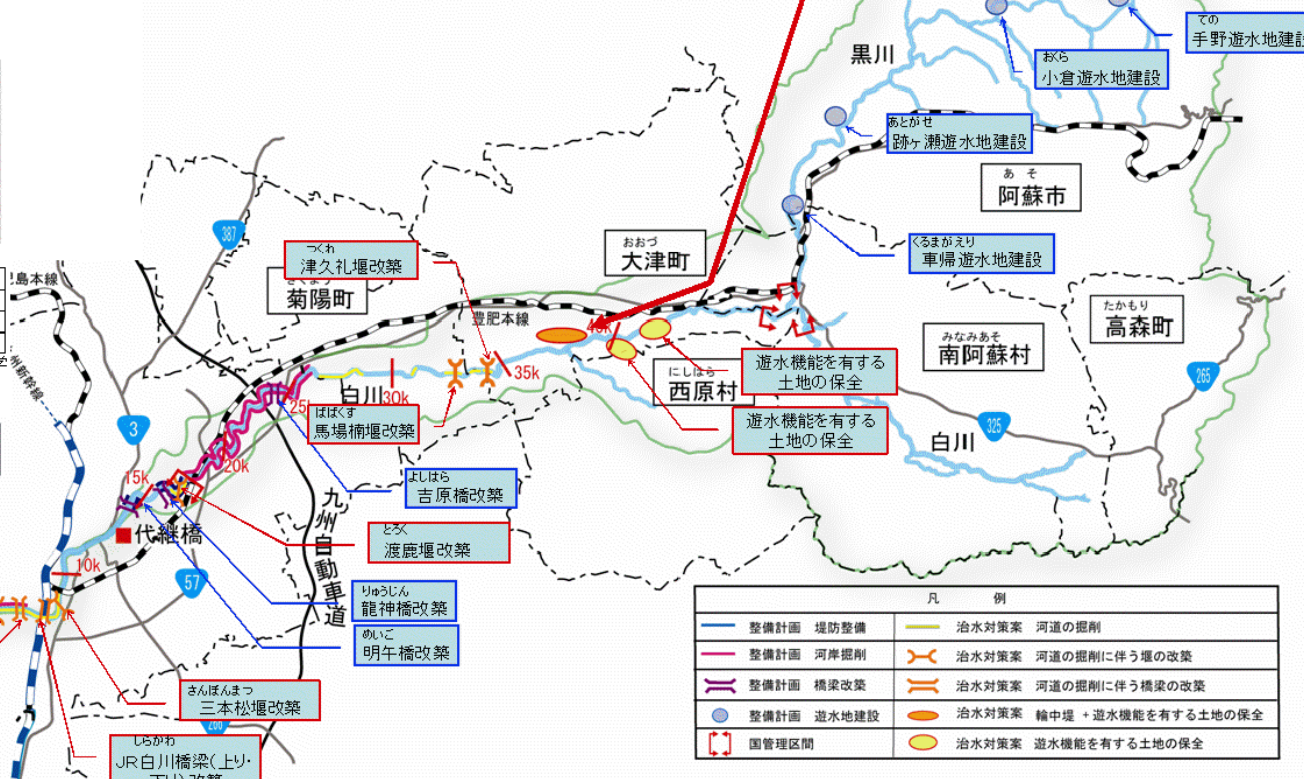 黒川
ての
手野遊水地建設
おぐら
小倉遊水地建設
あとがせ
跡ヶ瀬遊水地建設
あ そ
阿蘇市
くるまがえり
車帰遊水地建設
387
つくれ
津久礼堰改築
おおづ
大津町
島本線
菊陽町
豊肥本線
40k
たかもり
高森町
みなみあそ
南阿蘇村
遊水機能を有する
土地の保全
35k
にしはら
西原村
265
白川
30k
25k
ばばくす
馬場楠堰改築
遊水機能を有する
土地の保全
325
白川
3
20k
15k
よしはら
吉原橋改築
九州自動車道
代継橋
とろく
渡鹿堰改築
10k
57
りゅうじん
龍神橋改築
めいご
明午橋改築
さんぼんまつ
三本松堰改築
しらかわ
JR白川橋梁(上り・
下り)改築
凡 例
整備計画 堤防整備
治水対策案 河道の掘削
整備計画 河岸掘削
治水対策案 河道の掘削に伴う堰の改築
整備計画 橋梁改築
治水対策案 河道の掘削に伴う橋梁の改築
整備計画 遊水地建設
治水対策案 輪中堤 + 遊水機能を有する土地の保全
国管理区間
治水対策案 遊水機能を有する土地の保全